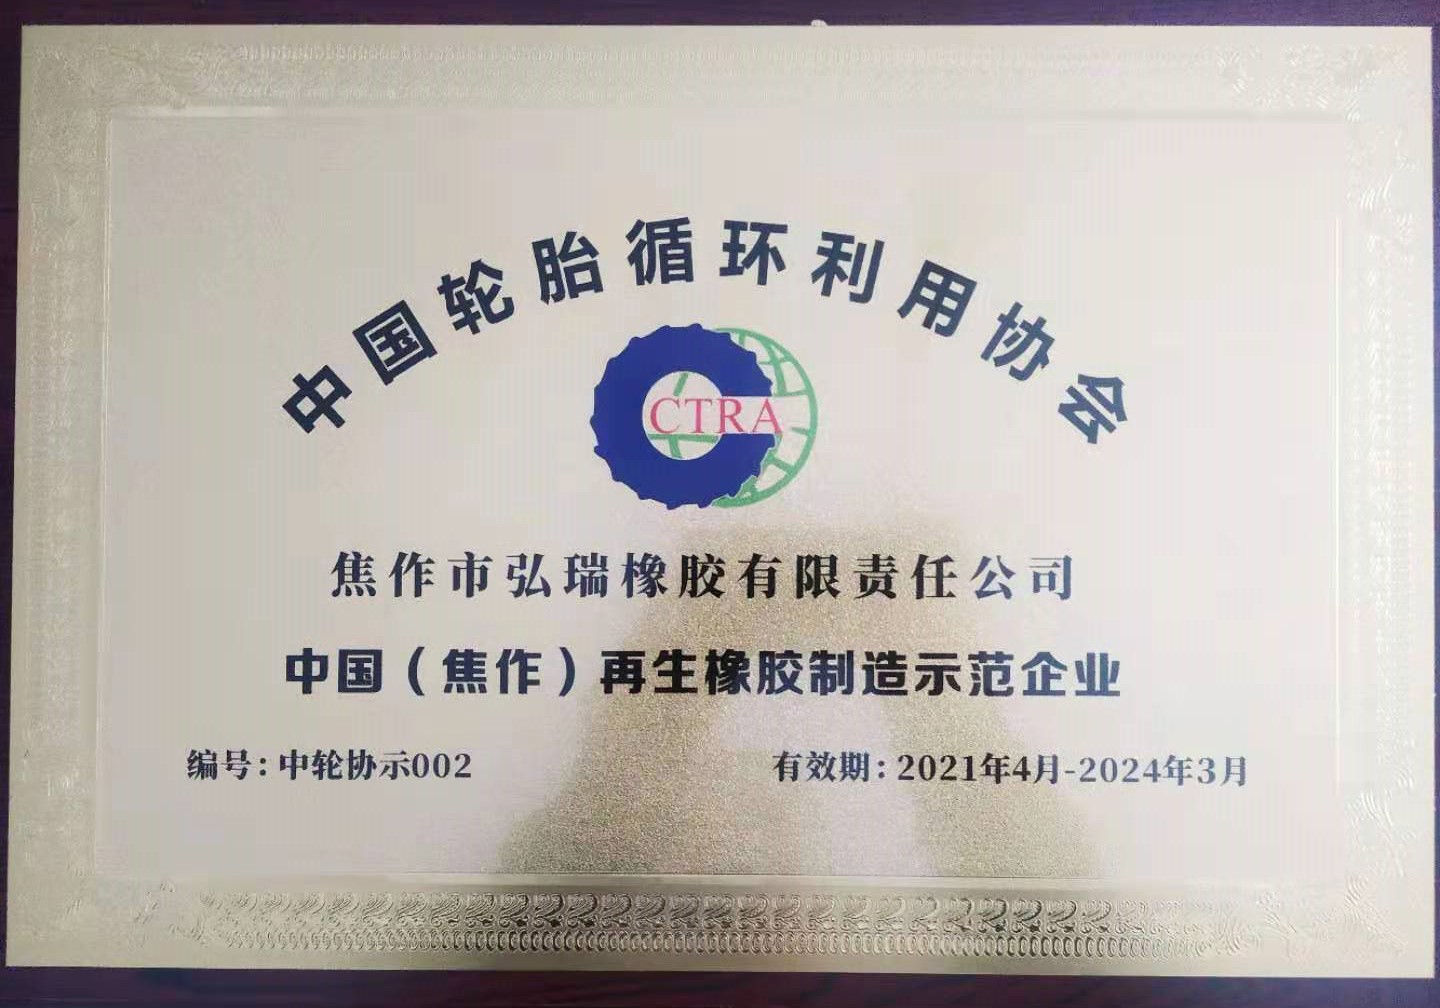 中国轮胎循环利用协会
CTRA
焦作市弘瑞橡胶有限责任公司
中国（焦作）再生橡胶制造示范企业
编号：中轮协示002
有效期：2021年4月-2024年3月